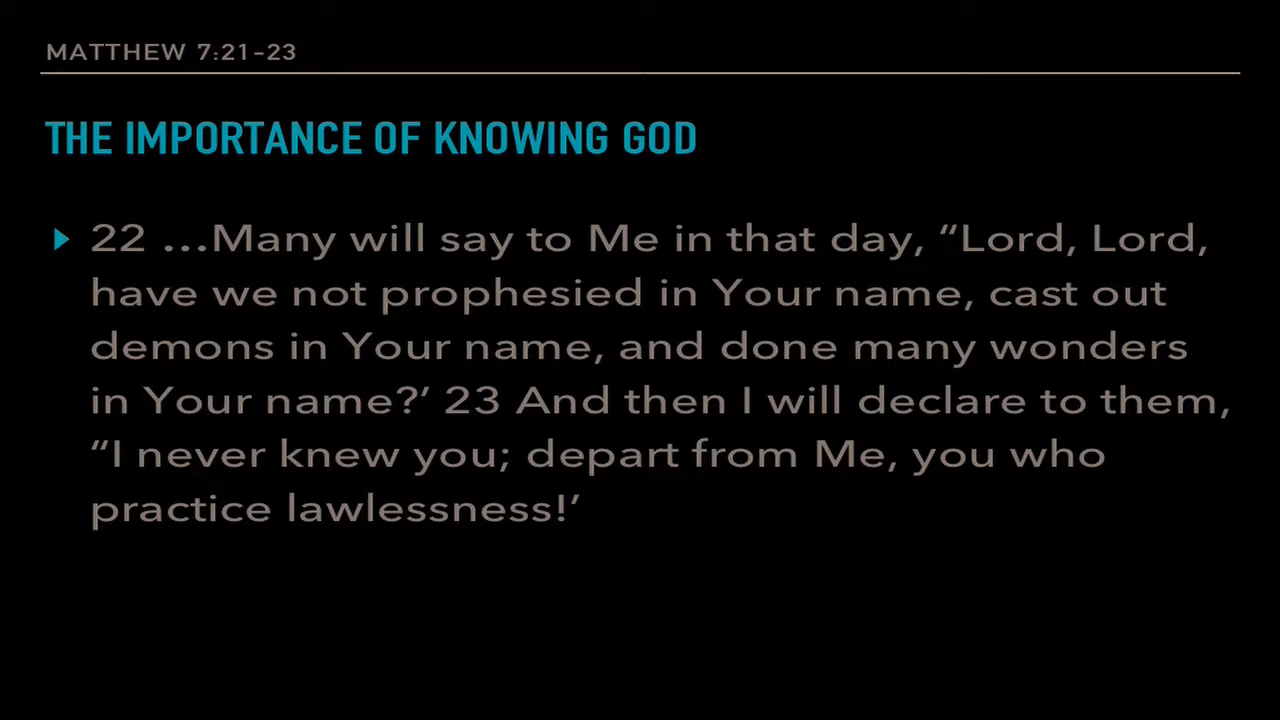 MATTHEW 7:21–23
THE IMPORTANCE OF KNOWING GOD
22 ...Many will say to Me in that day, “Lord, Lord,
have we not prophesied in Your name, cast out
demons in Your name, and done many wonders
in Your name?’ 23 And then I will declare to them,
“I never knew you; depart from Me, you who
practice lawlessness!’